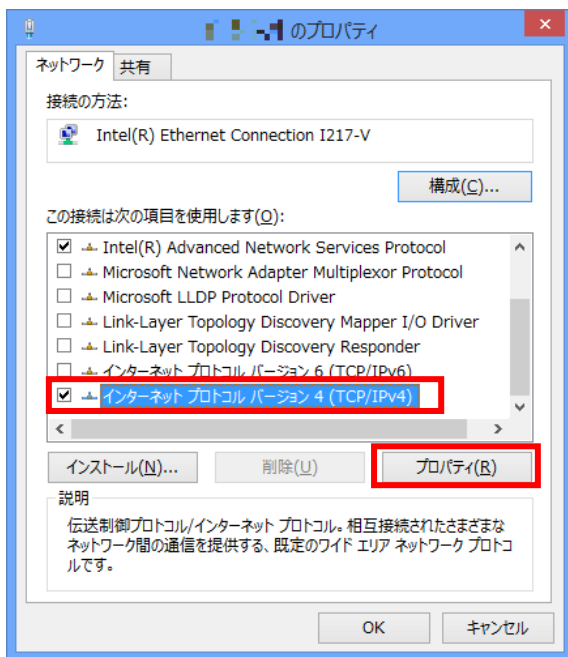 のプロパティ
ネットワーク 共有
接続の方法:
Intel(R) Ethernet Connection I217-V
構成(C)...
この接続は次の項目を使用します(O):
Intel(R) Advanced Network Services Protocol
Microsoft Network Adapter Multiplexor Protocol
Microsoft LLDP Protocol Driver
Link-Layer Topology Discovery Mapper I/O Driver
Link-Layer Topology Discovery Responder
インターネット プロトコル バージョン 6 (TCP/IPv6)
インターネット プロトコル バージョン 4 (TCP/IPv4)
インストール(N)... 削除(U) プロパティ(R)
説明
伝送制御プロトコル/インターネット プロトコル。相互接続されたさまざまな
ネットワーク間の通信を提供する、既定のワイド エリア ネットワーク プロトコ
ルです。
OK キャンセル